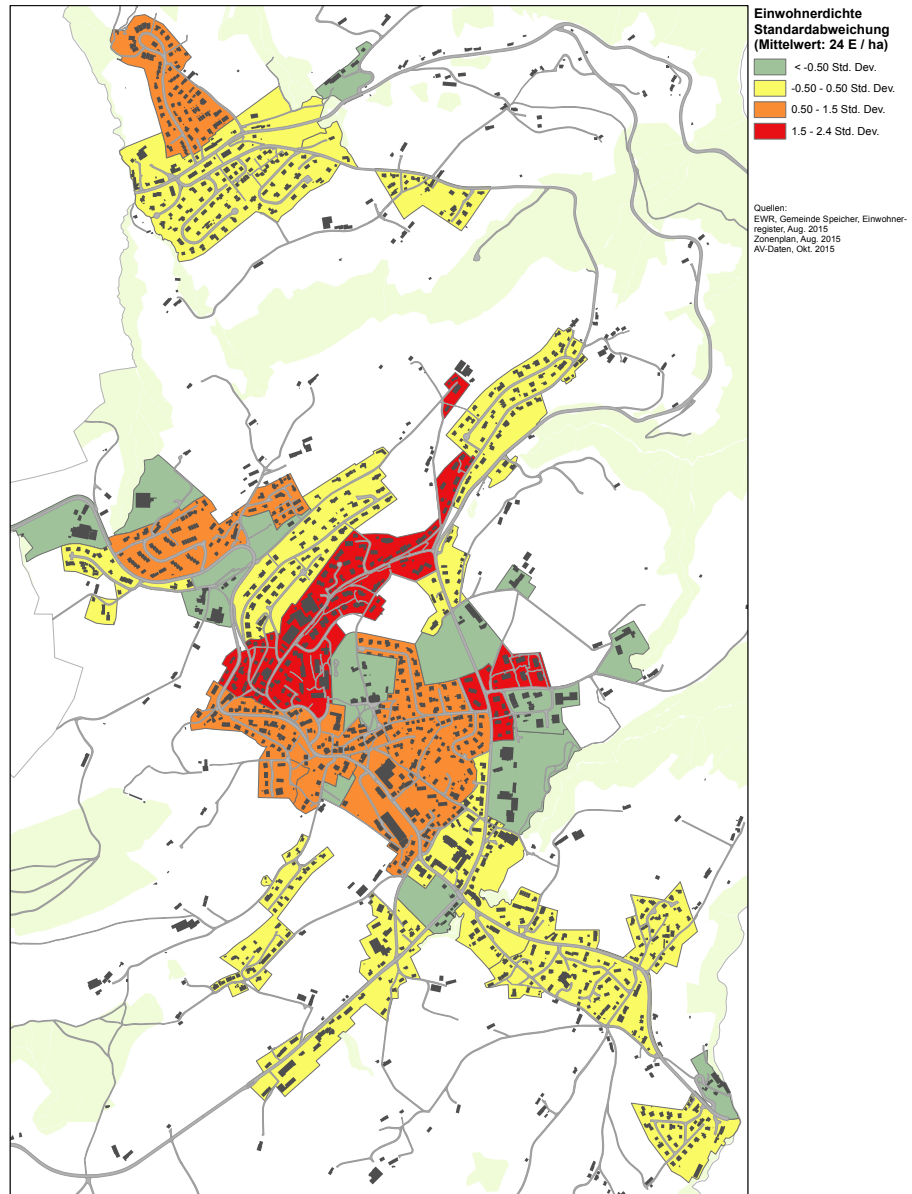 Einwohnerdichte
Standardabweichung
(Mittelwert: 24 E / ha)
< -0.50 Std. Dev.
-0.50 - 0.50 Std. Dev.
0.50 - 1.5 Std. Dev.
1.5 - 2.4 Std. Dev.
Quellen:
EWR, Gemeinde Speicher, Einwohner-
register, Aug. 2015
Zonenplan, Aug. 2015
AV-Daten, Okt. 2015